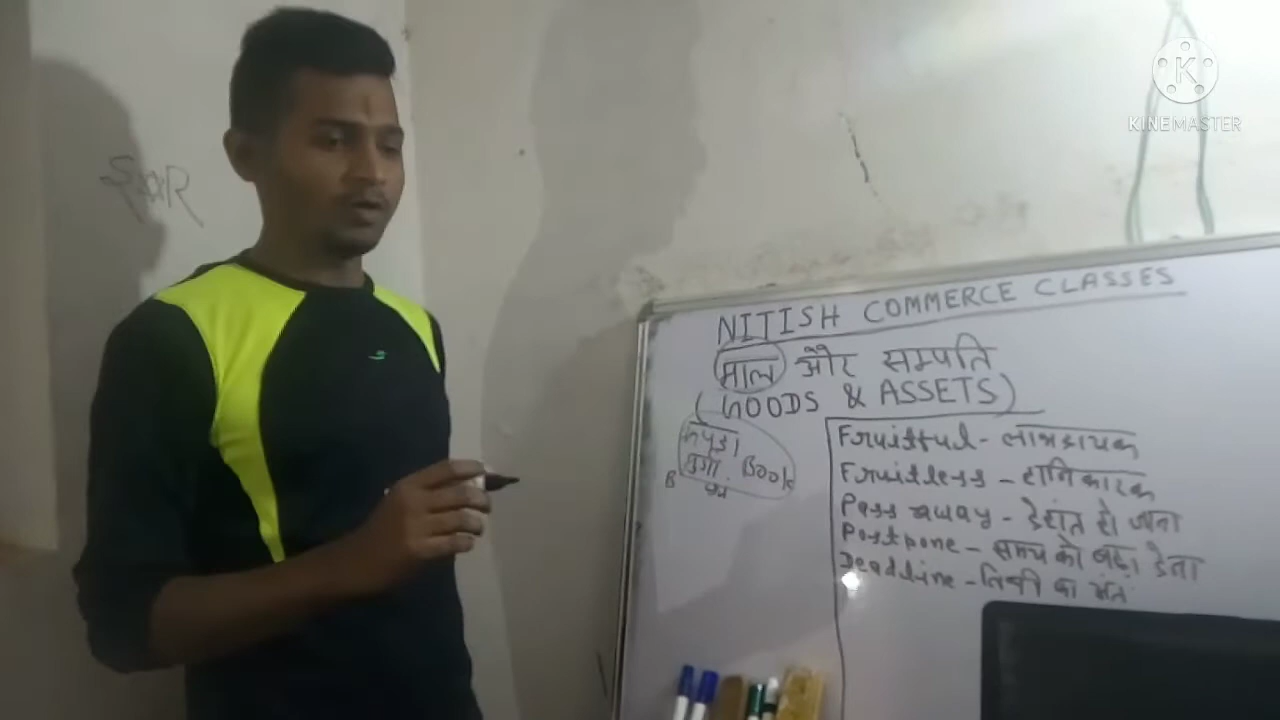 KINEMASTER
NITISH COMMERCE CLASSES
माल और सम्पति
(GOODS & ASSETS)
कपड़ा
Book
Fruitful - लाभदायक
Fruitless - हानिकारक
Pass away - देहांत हो जाना
Postpone - समय को बढ़ा देना
Deadline - तिथी का अंत